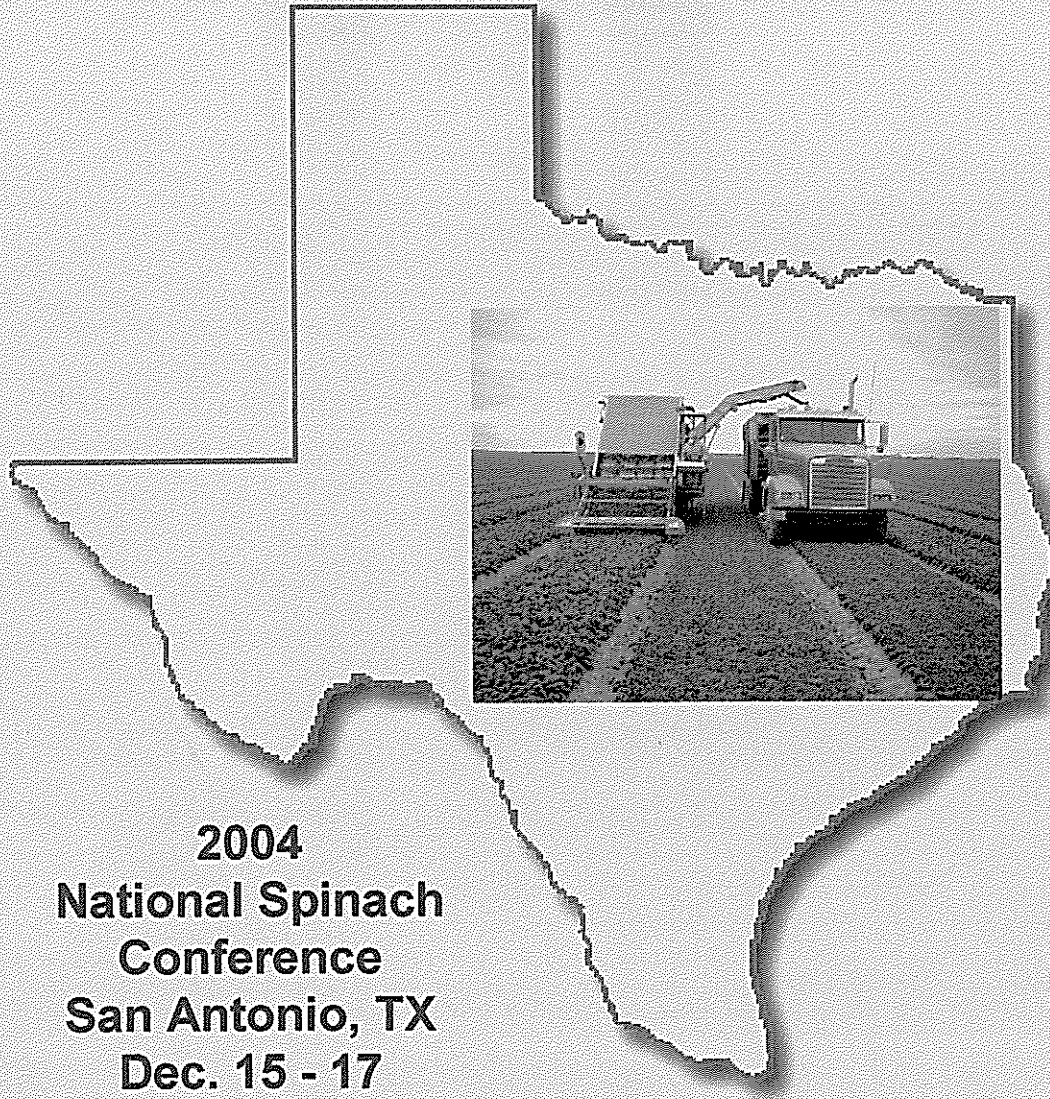 2004
National Spinach
Conference
San Antonio, TX
Dec. 15 - 17